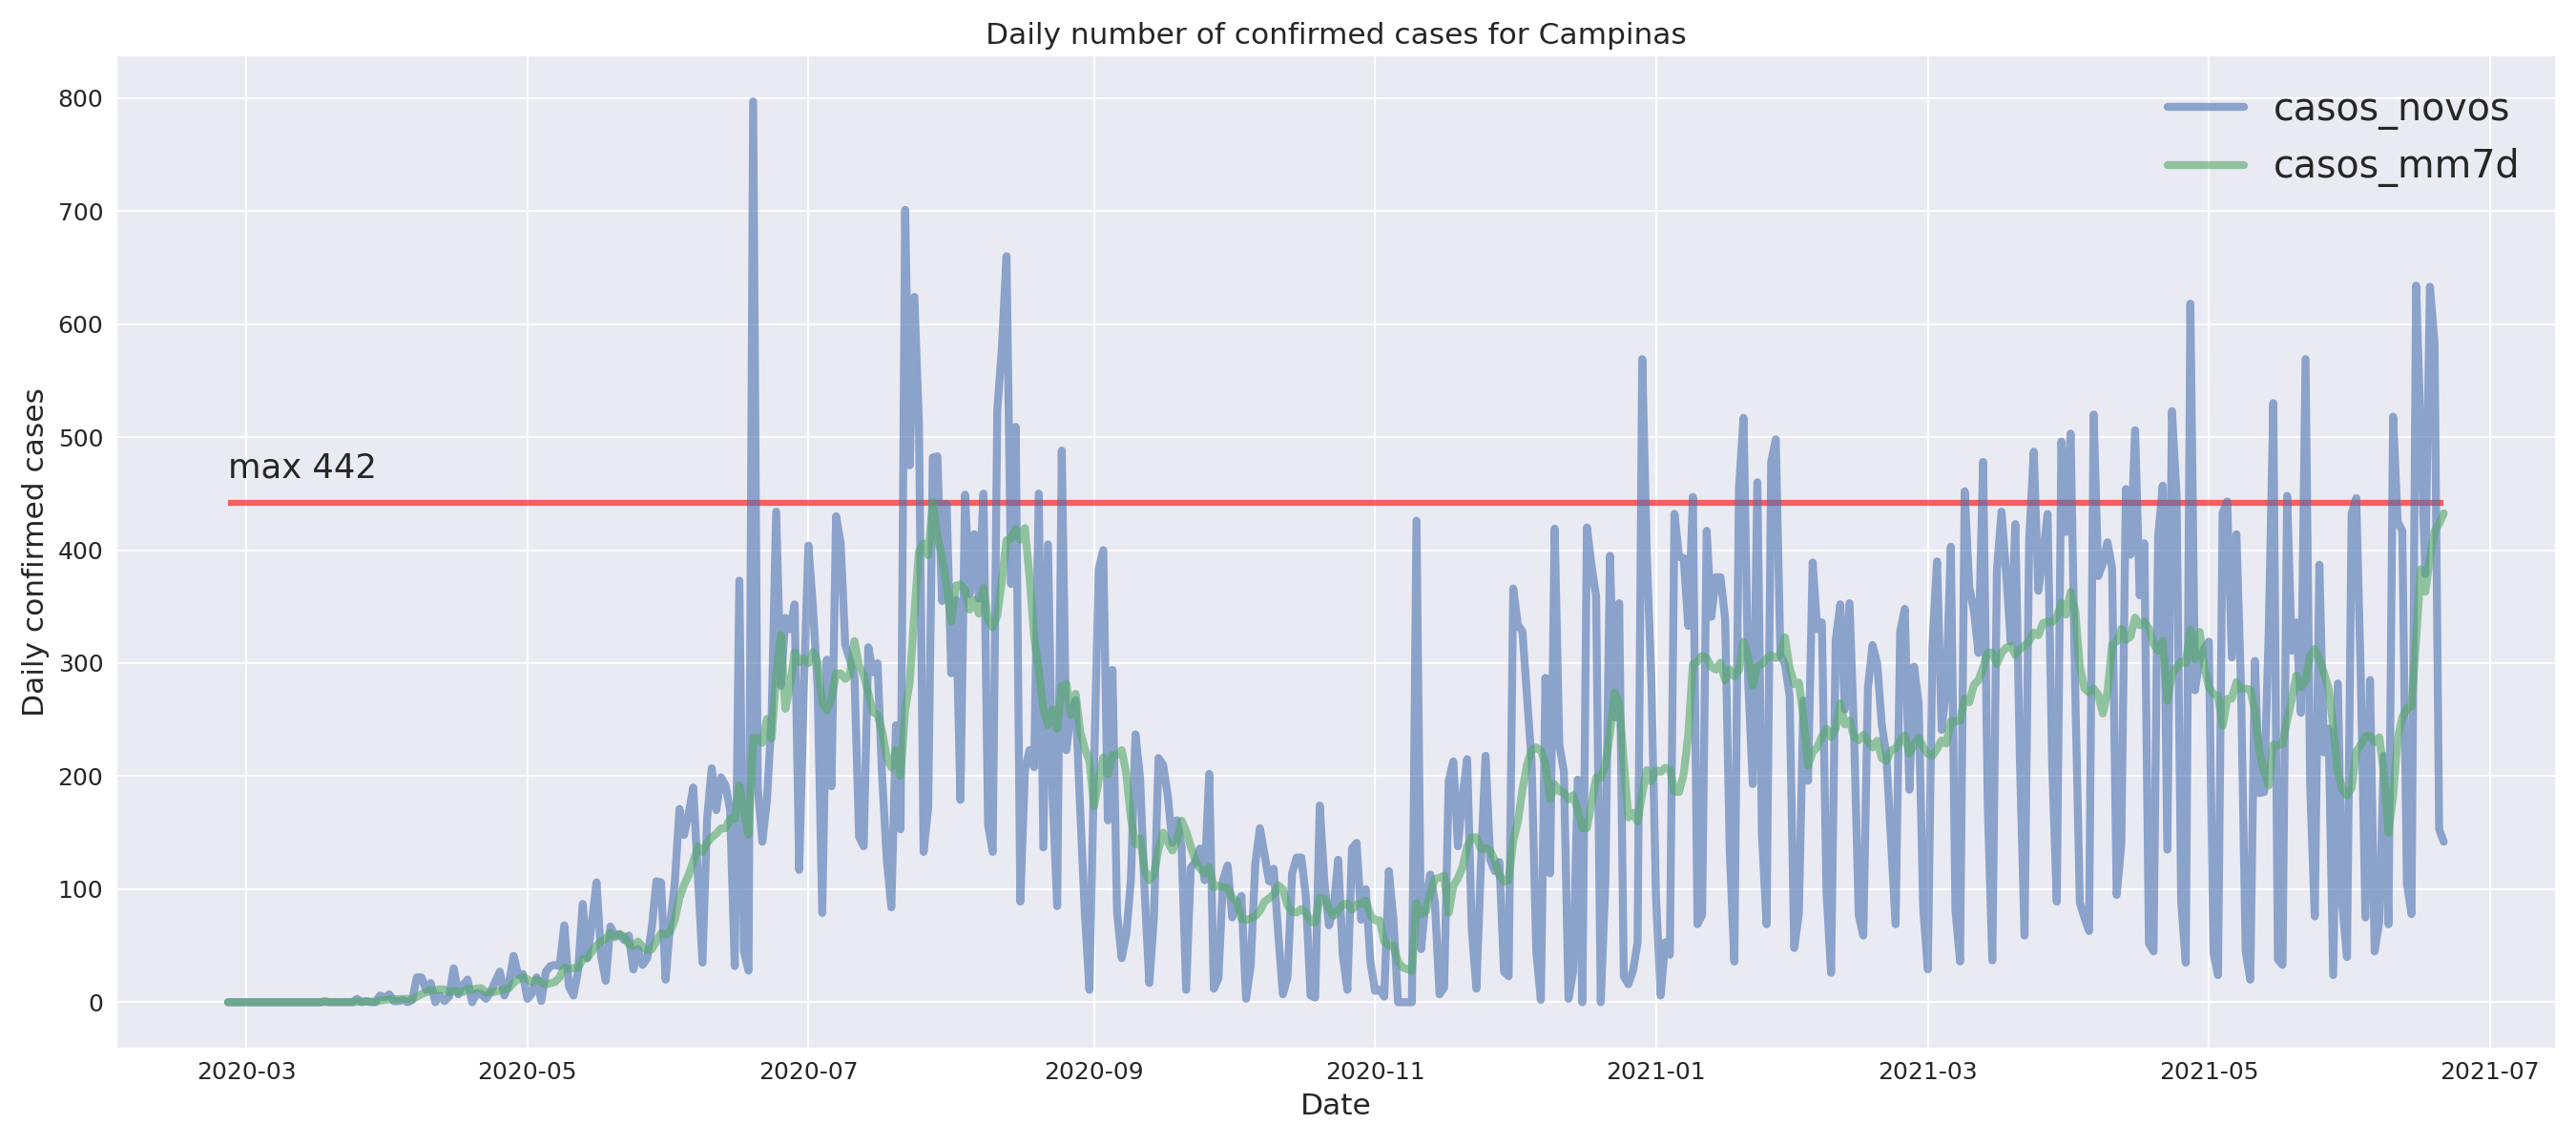 Daily number of confirmed cases for Campinas
casos_novos
casos_mm7d
max 442
Daily confirmed cases
800
700
600
500
400
300
200
100
0
2020-03 2020-05 2020-07 2020-09 2020-11 2021-01 2021-03 2021-05 2021-07
Date